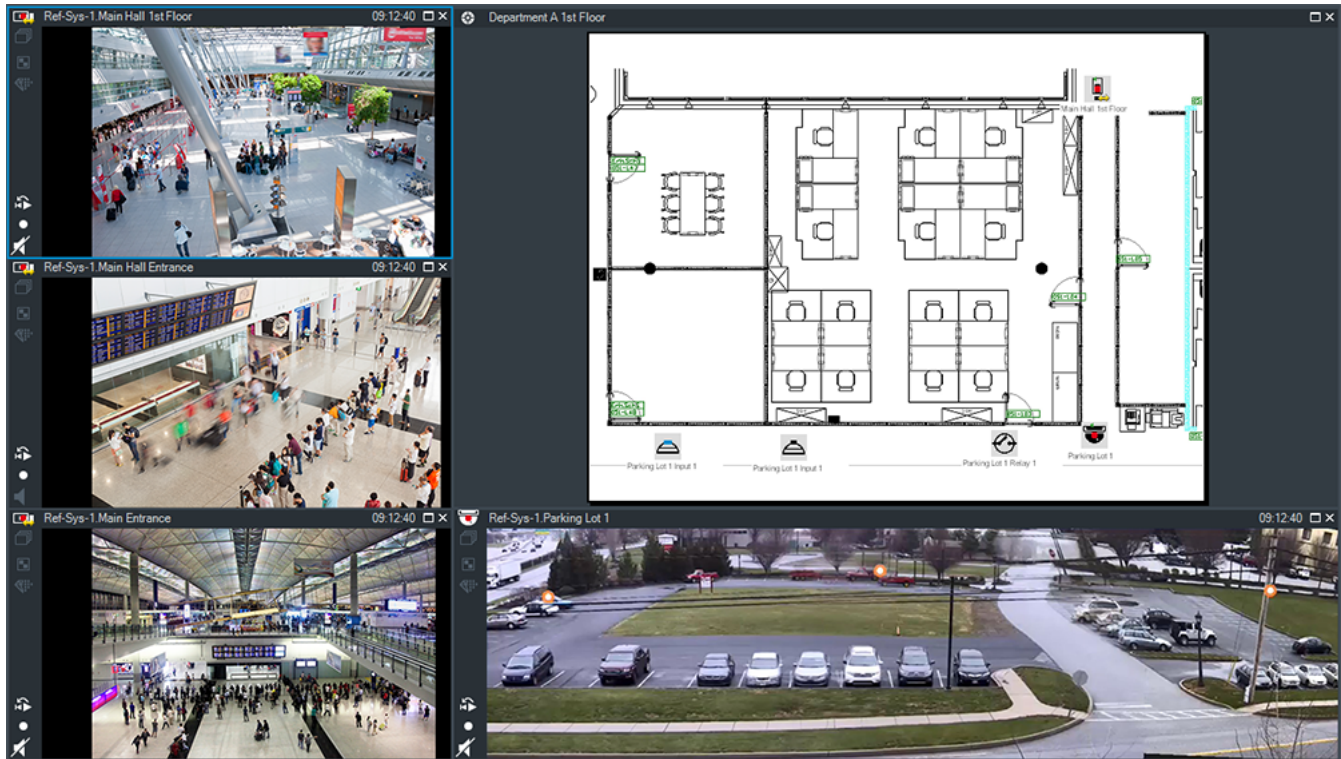 Ref-Sys-1.Main Hall 1st Floor 09:12:40
Department A 1st Floor
Main Hall 1st Floor
Ref-Sys-1.Main Hall Entrance 09:12:40
Parking Lot 1 Input 1
Parking Lot 1 Input 1
Parking Lot 1 Relay 1
Parking Lot 1
Ref-Sys-1.Main Entrance 09:12:40
Ref-Sys-1.Parking Lot 1 09:12:40